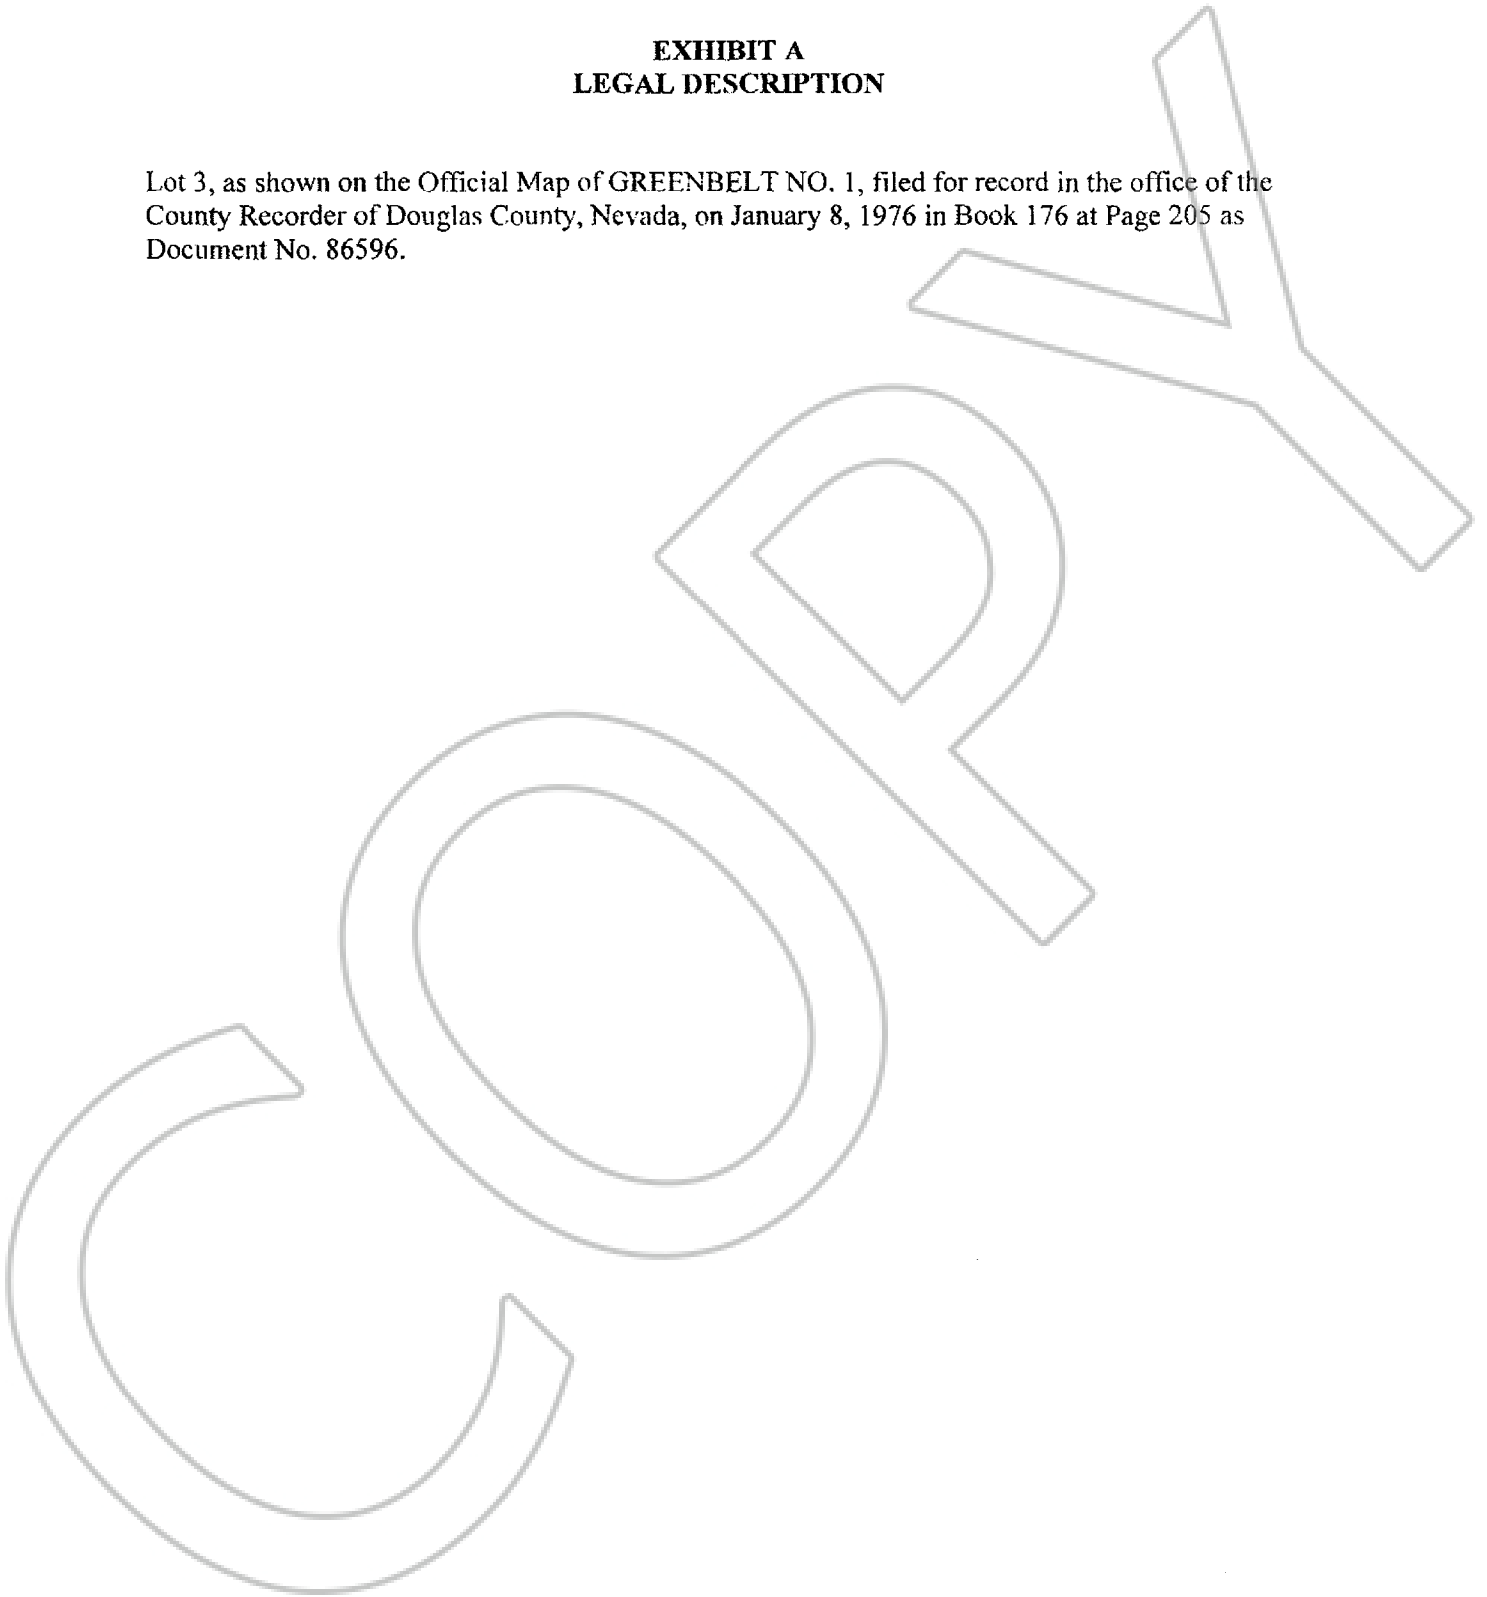 EXHIBIT A
LEGAL DESCRIPTION
Lot 3, as shown on the Official Map of GREENBELT NO. 1, filed for record in the office of the
County Recorder of Douglas County, Nevada, on January 8, 1976 in Book 176 at Page 205 as
Document No. 86596.
COPY